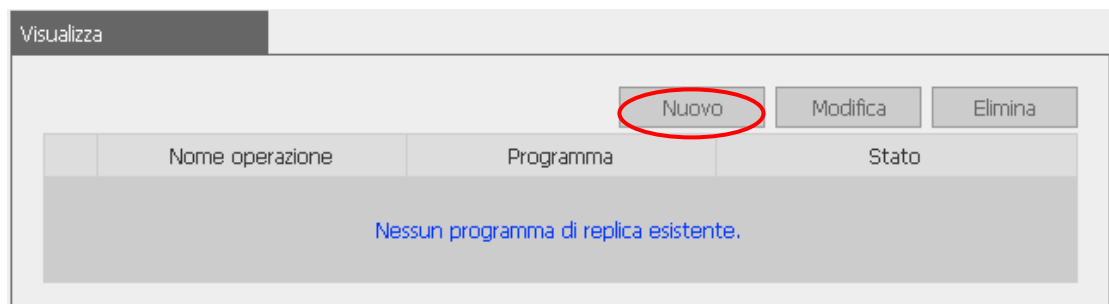 Visualizza
Nuovo Modifica Elimina
Nome operazione Programma Stato
Nessun programma di replica esistente.